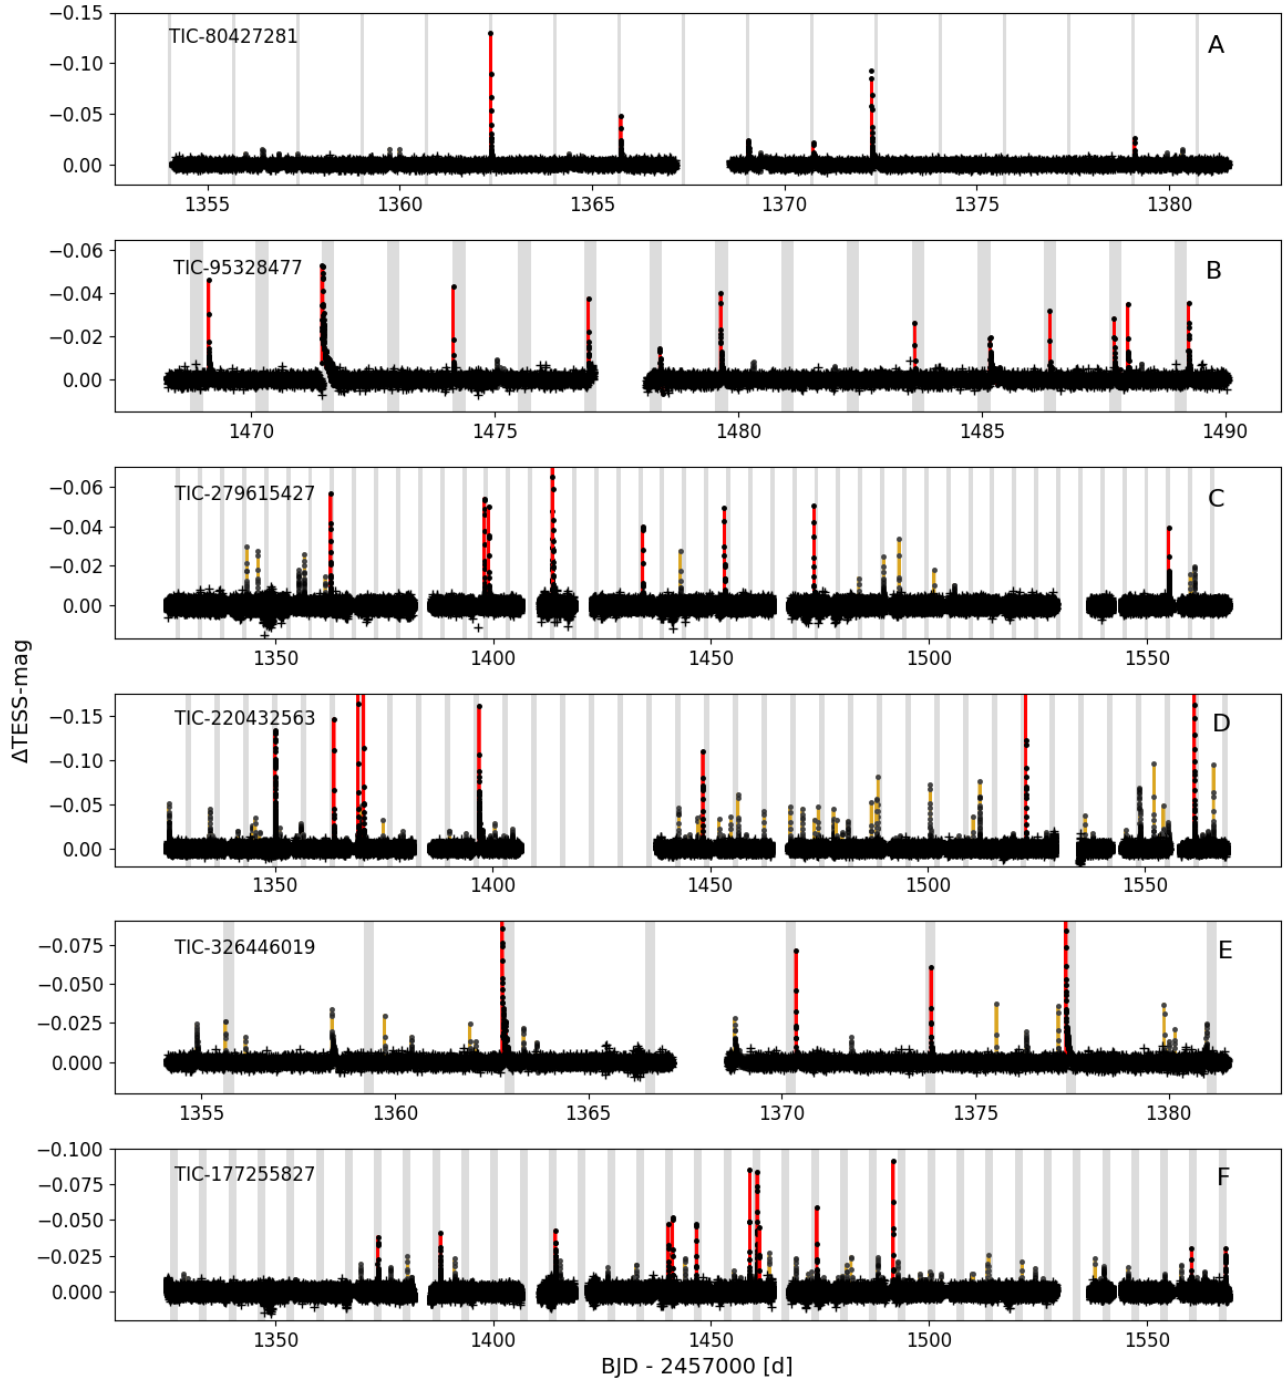 −0.15
TIC-80427281
A
−0.10
−0.05
0.00
1355 1360 1365 1370 1375 1380
−0.06
TIC-95328477
B
−0.04
−0.02
0.00
1470 1475 1480 1485 1490
−0.06
TIC-279615427
C
−0.04
−0.02
0.00
1350 1400 1450 1500 1550
ΔTESS-mag
−0.15
TIC-220432563
D
−0.10
−0.05
0.00
1350 1400 1450 1500 1550
−0.075
TIC-326446019
E
−0.050
−0.025
0.000
1355 1360 1365 1370 1375 1380
−0.100
TIC-177255827
F
−0.075
−0.050
−0.025
0.000
1350 1400 1450 1500 1550
BJD - 2457000 [d]